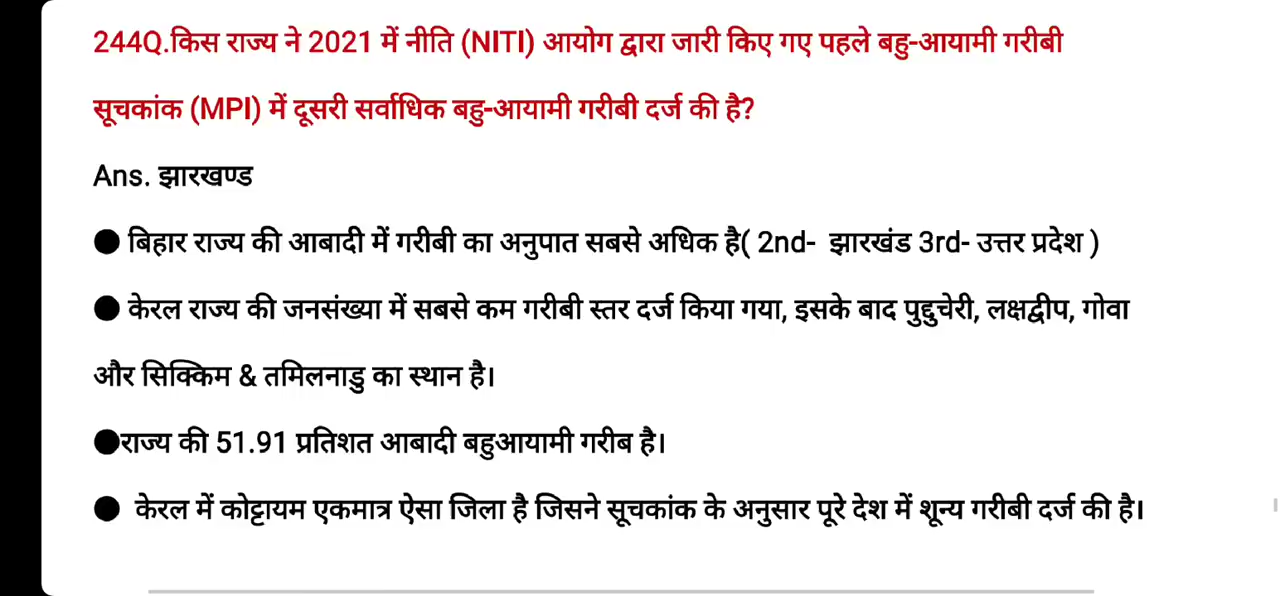 244Q.किस राज्य ने 2021 में नीति (NITI) आयोग द्वारा जारी किए गए पहले बहु-आयामी गरीबी
सूचकांक (MPI) में दूसरी सर्वाधिक बहु-आयामी गरीबी दर्ज की है?
Ans. झारखण्ड
● बिहार राज्य की आबादी में गरीबी का अनुपात सबसे अधिक है( 2nd- झारखंड 3rd- उत्तर प्रदेश )
● केरल राज्य की जनसंख्या में सबसे कम गरीबी स्तर दर्ज किया गया, इसके बाद पुद्दुचेरी, लक्षद्वीप, गोवा
और सिक्किम & तमिलनाडु का स्थान है।
●राज्य की 51.91 प्रतिशत आबादी बहुआयामी गरीब है।
● केरल में कोट्टायम एकमात्र ऐसा जिला है जिसने सूचकांक के अनुसार पूरे देश में शून्य गरीबी दर्ज की है।